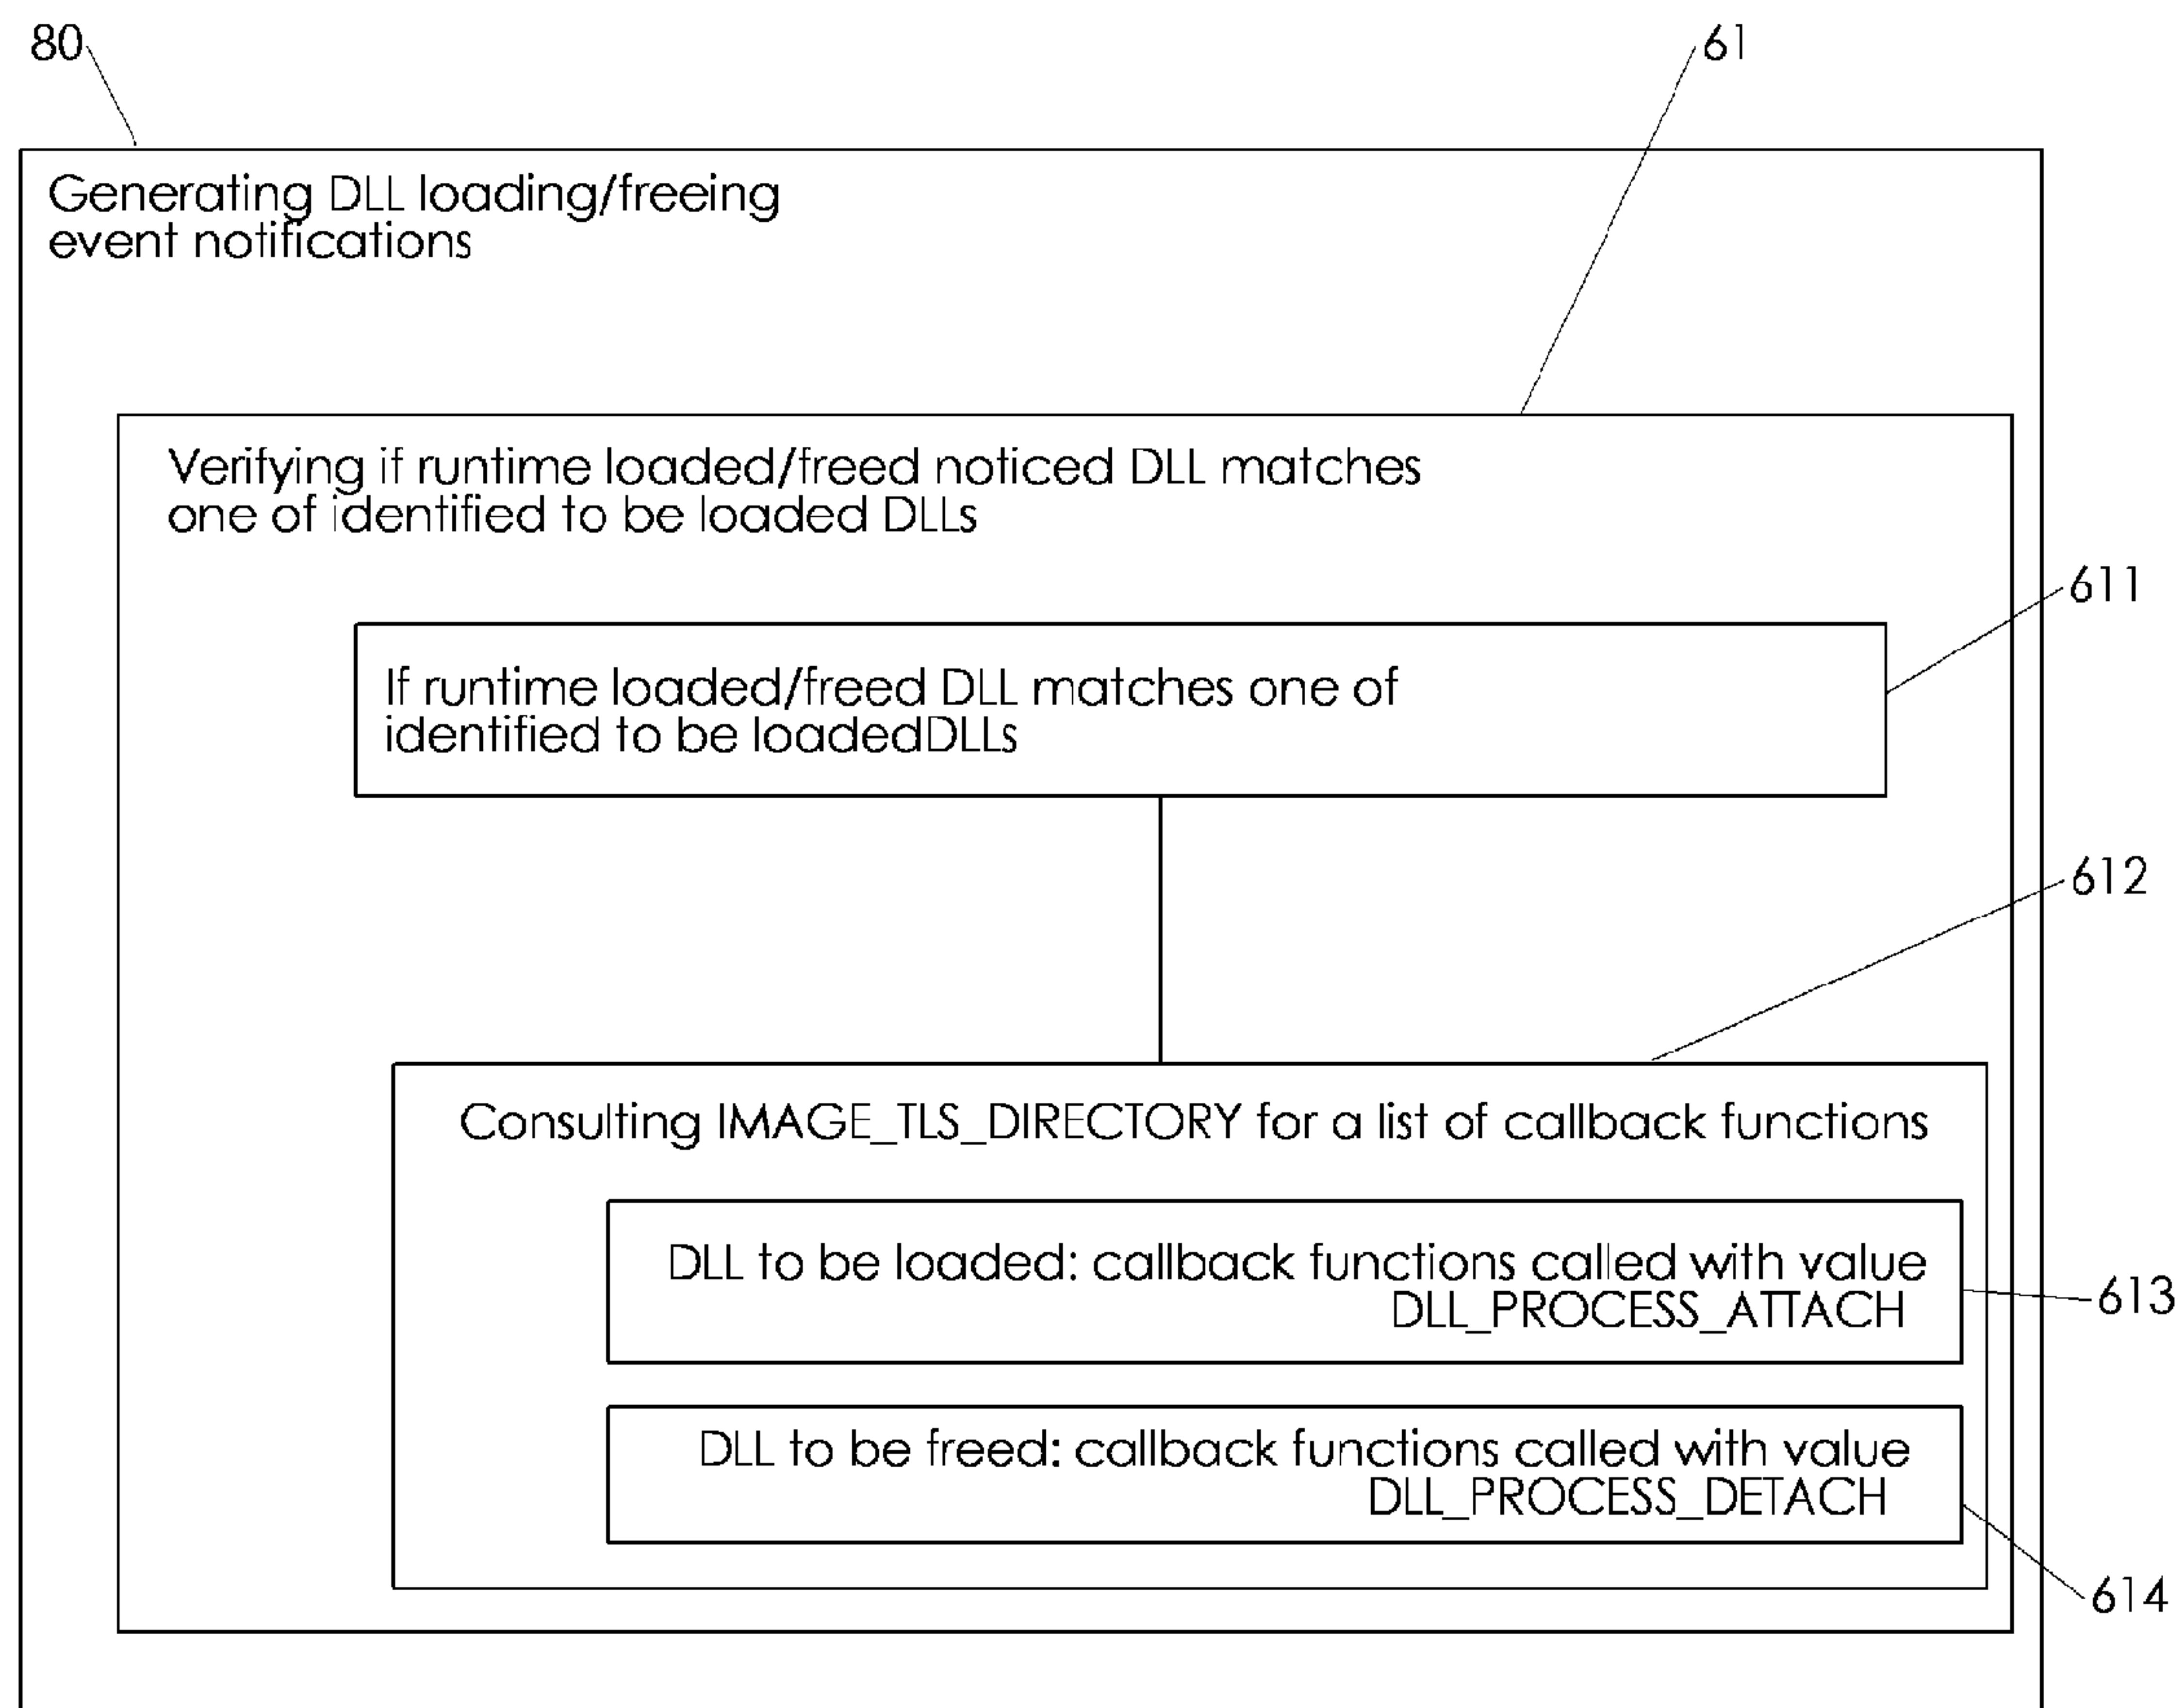 80
61
Generating DLL loading/freeing
event notifications
Verifying if runtime loaded/freed noticed DLL matches
one of identified to be loaded DLLs
611
If runtime loaded/freed DLL matches one of
identified to be loadedDLLs
612
Consulting IMAGE_TLS_DIRECTORY for a list of callback functions
DLL to be loaded: callback functions called with value
DLL_PROCESS_ATTACH
613
DLL to be freed: callback functions called with value
DLL_PROCESS_DETACH
614